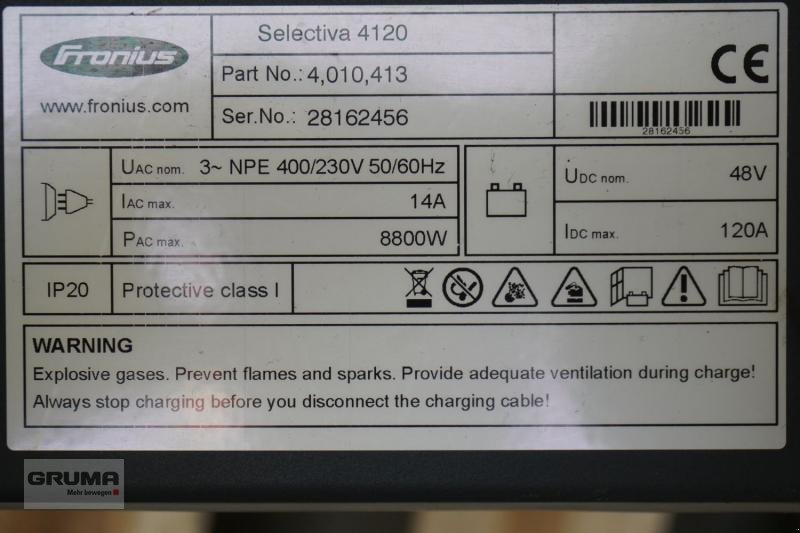 Fronius
www.fronius.com
Selectiva 4120
Part No.: 4,010,413
Ser.No.: 28162456
CE
28162456
UAC nom. 3~ NPE 400/230V 50/60Hz
IAC max. 14A
PAC max. 8800W
UDC nom. 48V
IDC max. 120A
IP20
Protective class I
WARNING
Explosive gases. Prevent flames and sparks. Provide adequate ventilation during charge!
Always stop charging before you disconnect the charging cable!
GRUMA
Mehr bewegen